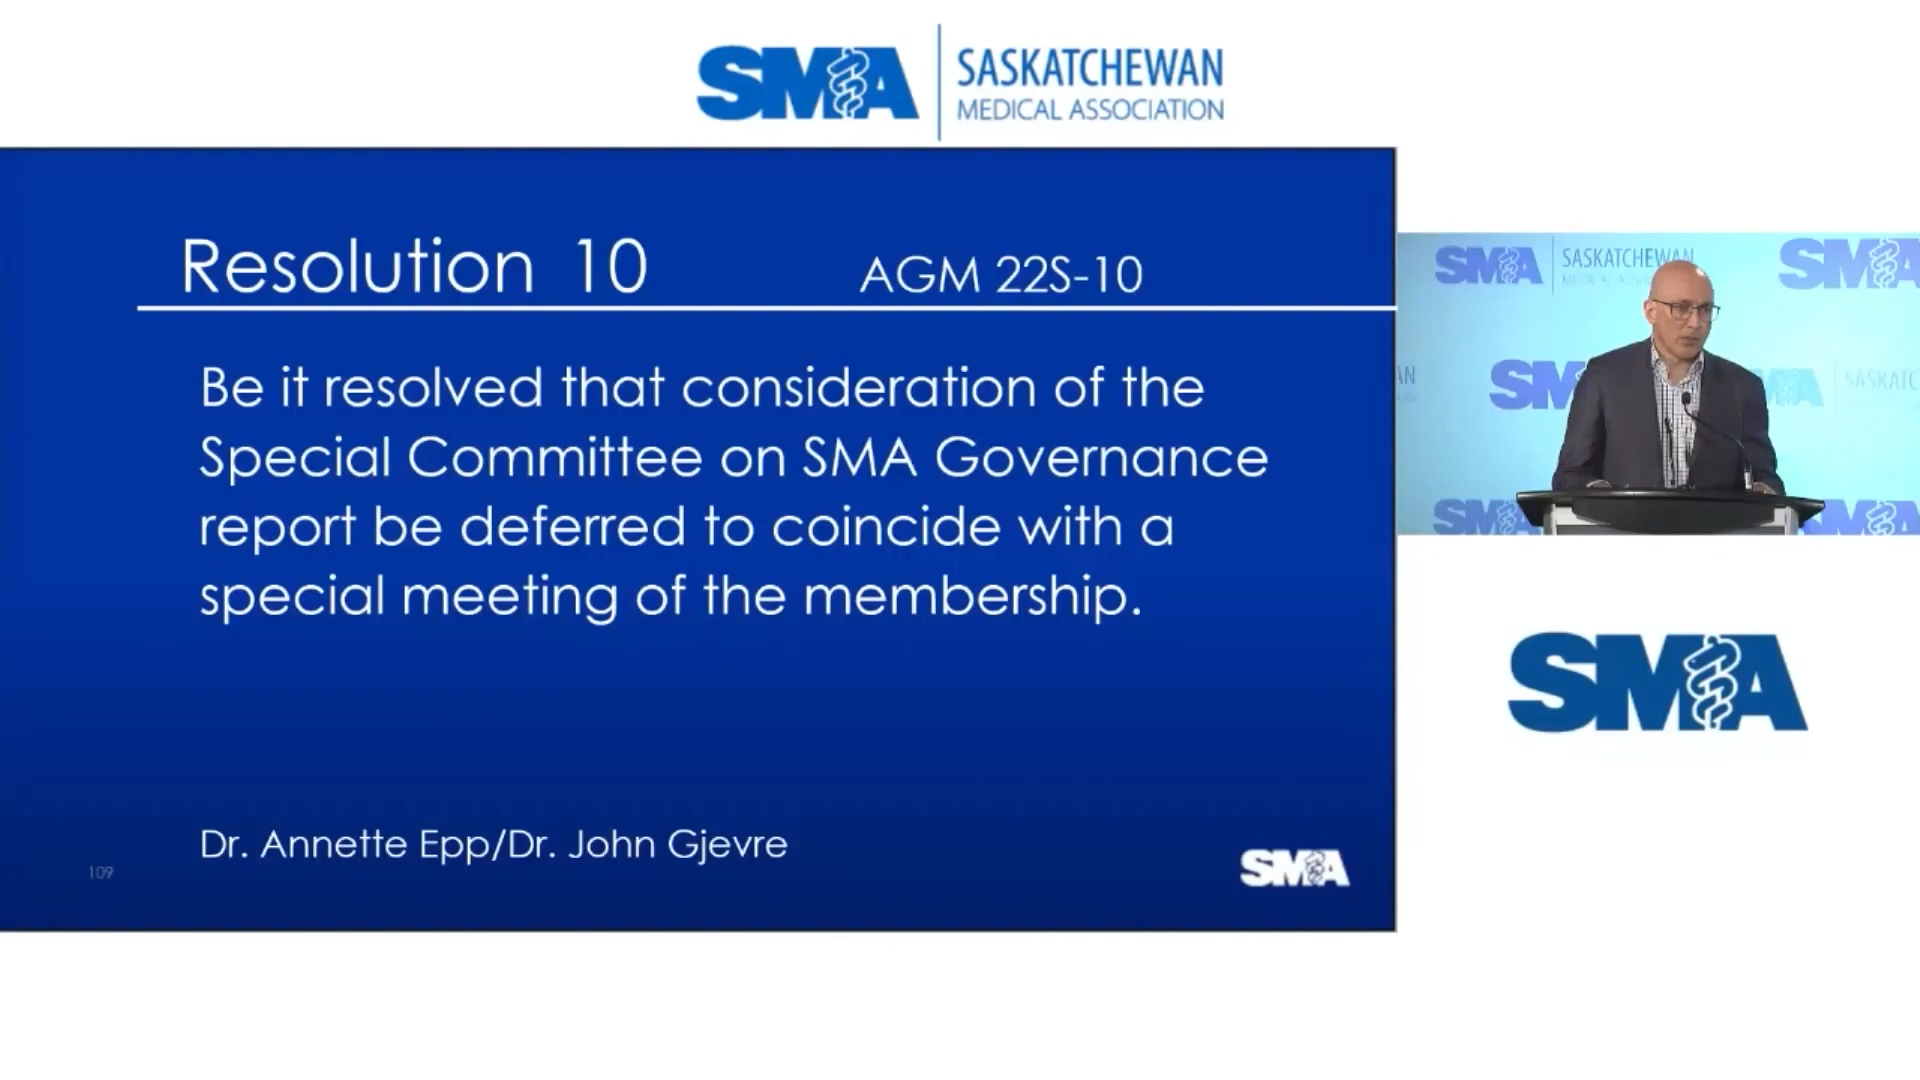 SMA
SASKATCHEWAN
MEDICAL ASSOCIATION
Resolution 10
AGM 22S-10
Be it resolved that consideration of the
Special Committee on SMA Governance
report be deferred to coincide with a
special meeting of the membership.
Dr. Annette Epp/Dr. John Gjevre
109
SMA
SMA
SASKATCHEWAN
SMA
SMA
SMA
SMA